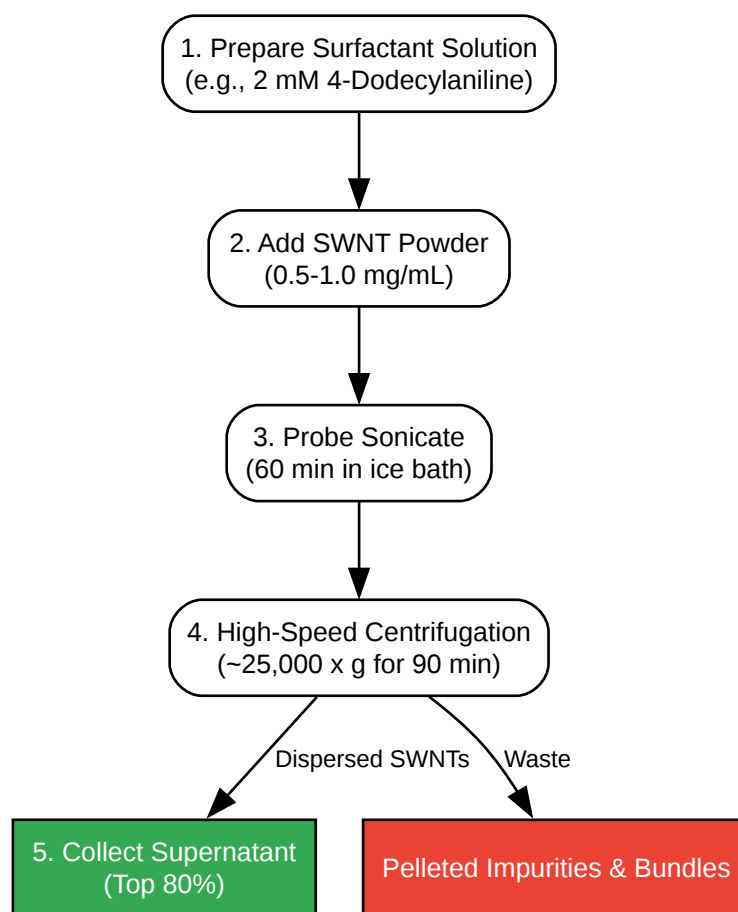 1. Prepare Surfactant Solution
(e.g., 2 mM 4-Dodecylaniline)
2. Add SWNT Powder
(0.5-1.0 mg/mL)
3. Probe Sonicate
(60 min in ice bath)
4. High-Speed Centrifugation
(~25,000 x g for 90 min)
Dispersed SWNTs
Waste
5. Collect Supernatant
(Top 80%)
Pelleted Impurities & Bundles